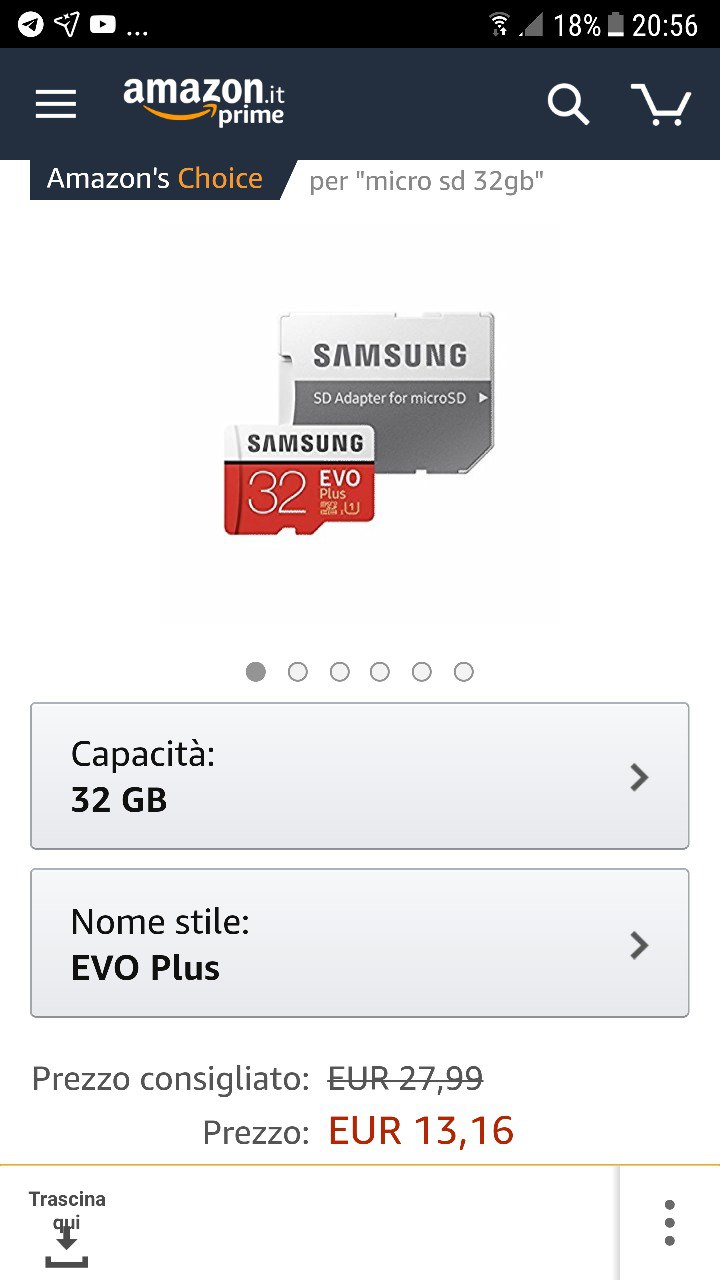 ... 18% 20:56
amazon.it
prime
Amazon's Choice per "micro sd 32gb"
SAMSUNG
SD Adapter for microSD
SAMSUNG
32 EVO
Plus
Capacità:
32 GB
Nome stile:
EVO Plus
Prezzo consigliato: EUR 27,99
Prezzo: EUR 13,16
Trascina
qui